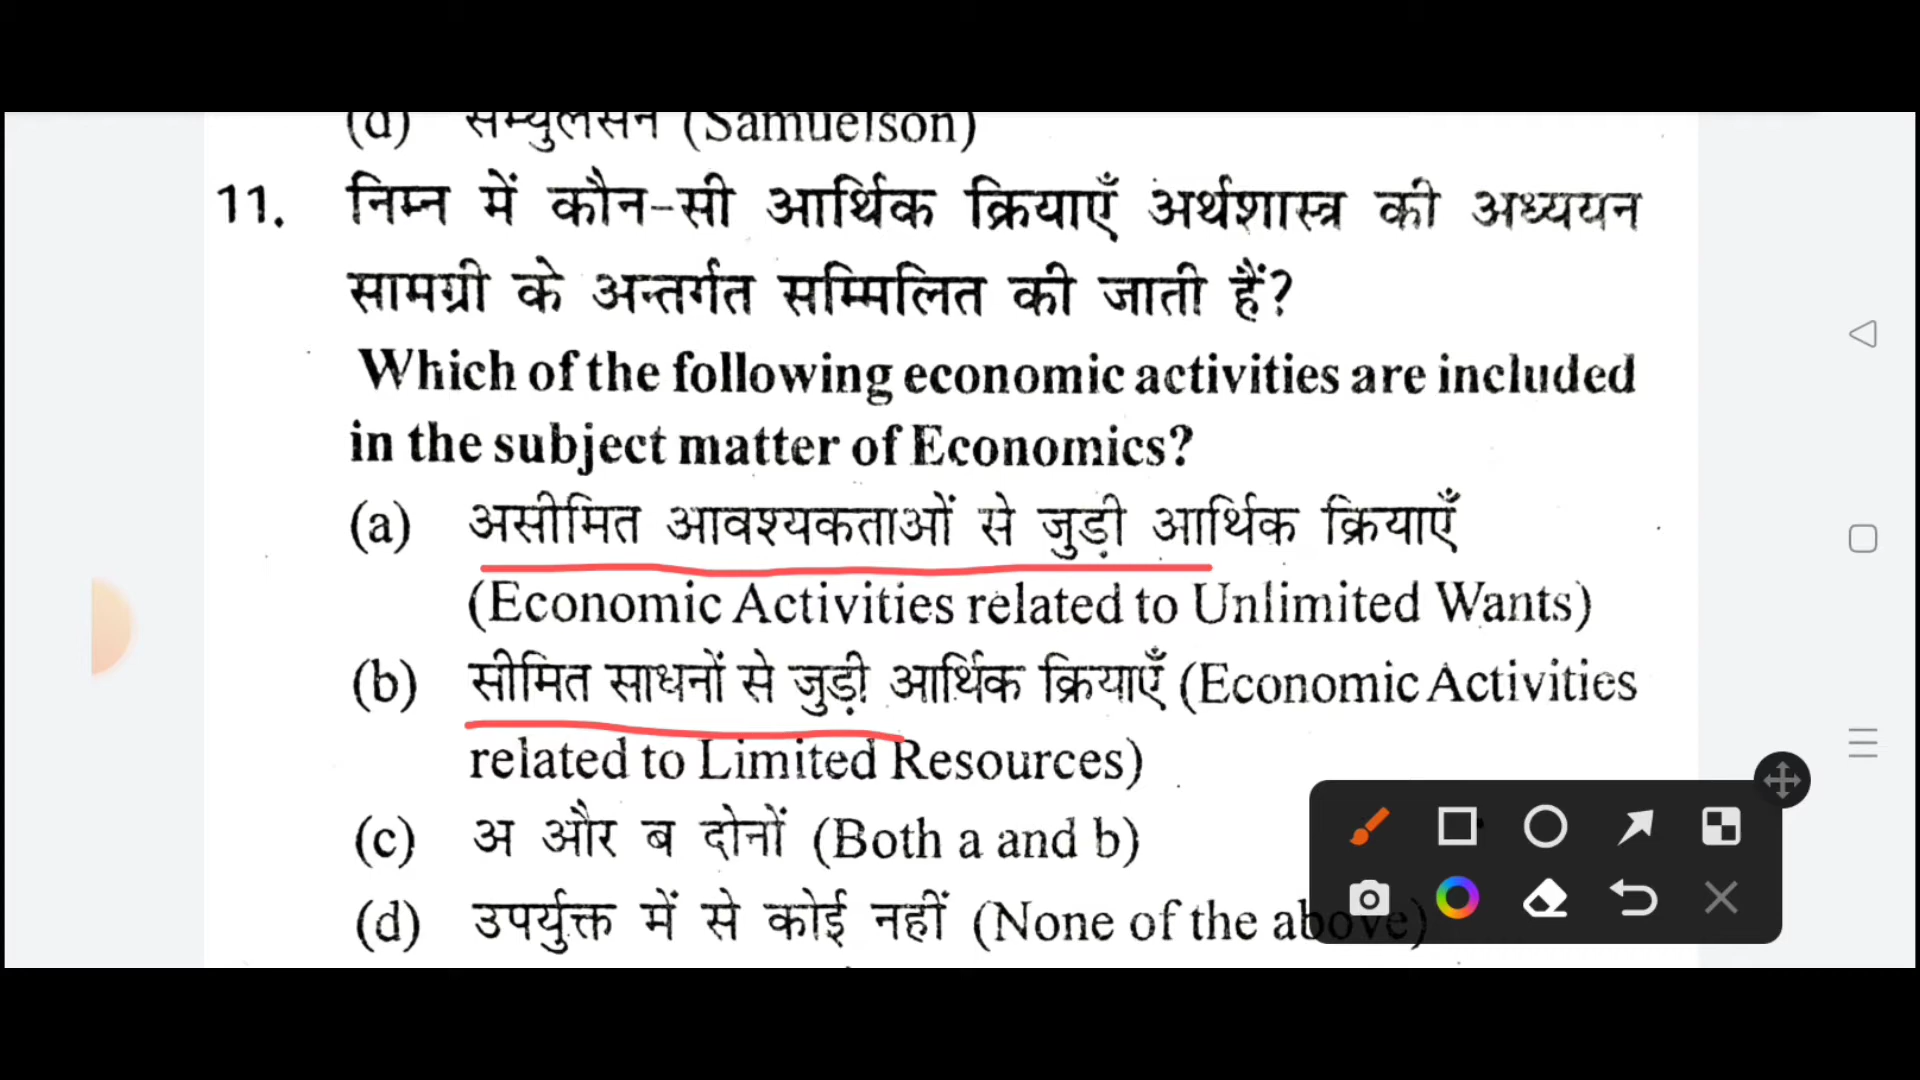 (d) सैम्युलसन (Samuelson)
11. निम्न में कौन-सी आर्थिक क्रियाएँ अर्थशास्त्र की अध्ययन
सामग्री के अन्तर्गत सम्मिलित की जाती हैं?
Which of the following economic activities are included
in the subject matter of Economics?
(a) असीमित आवश्यकताओं से जुड़ी आर्थिक क्रियाएँ
(Economic Activities related to Unlimited Wants)
(b) सीमित साधनों से जुड़ी आर्थिक क्रियाएँ (Economic Activities
related to Limited Resources)
(c) अ और ब दोनों (Both a and b)
(d) उपर्युक्त में से कोई नहीं (None of the above)